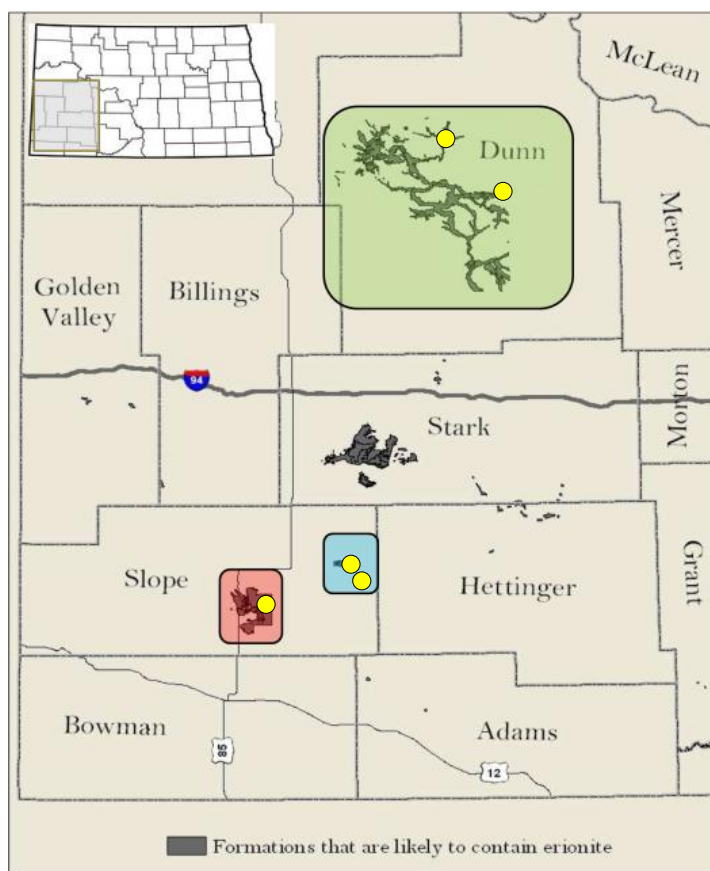 McLean
Dunn
Mercer
Golden
Valley
Billings
94
Stark
Morton
Slope
Hettinger
Grant
Bowman
85
Adams
12
Formations that are likely to contain erionite